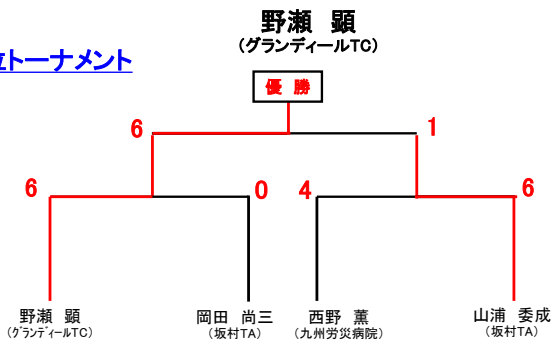 野瀬 顕
(グランディールTC)
トーナメント
優 勝
6 1
6 0 4 6
野瀬 顕 岡田 尚三 西野 薫 山浦 委成
(グランディールTC) (坂村TA) (九州労災病院) (坂村TA)